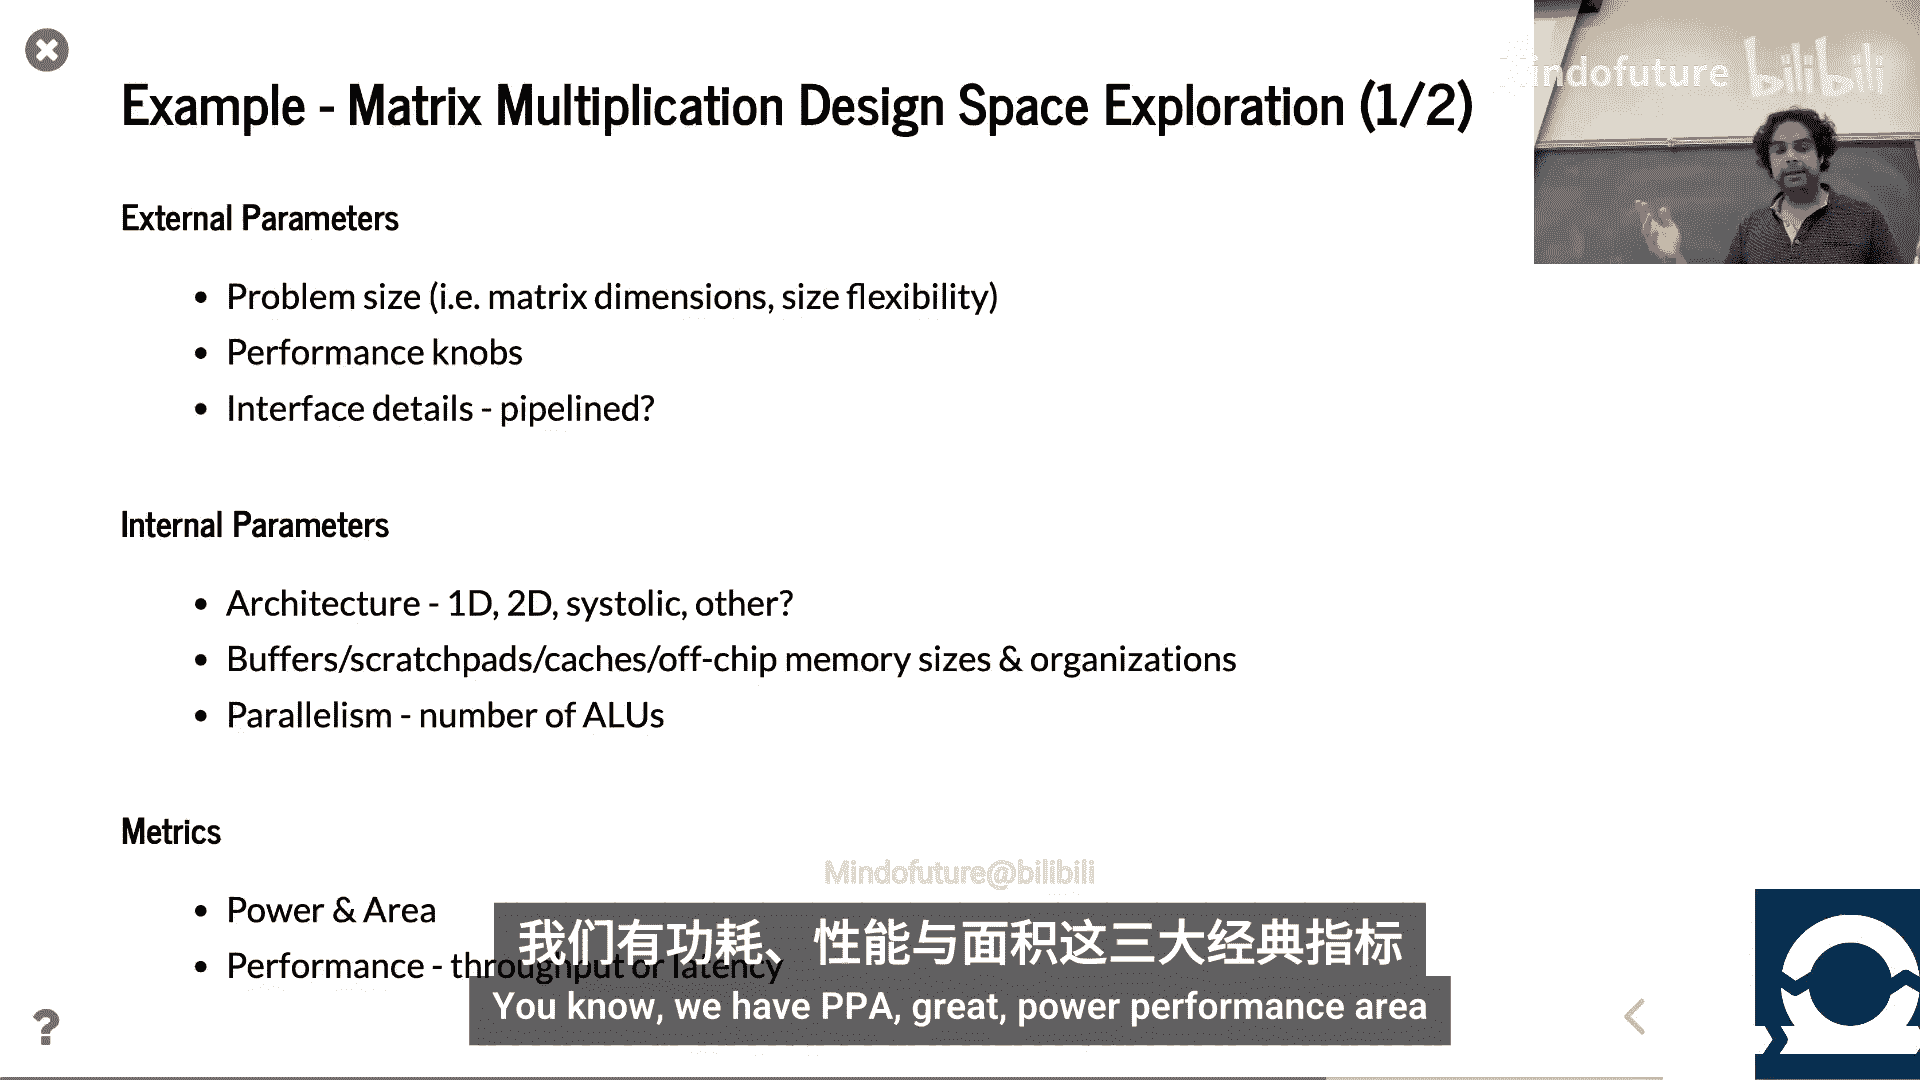 Example - Matrix Multiplication Design Space Exploration (1/2)
indofuture bilibili
External Parameters
Problem size (i.e. matrix dimensions, size flexibility)
Performance knobs
Interface details - pipelined?
Internal Parameters
Architecture - 1D, 2D, systolic, other?
Buffers/scratchpads/caches/off-chip memory sizes & organizations
Parallelism - number of ALUs
Metrics
Mindofuture@bilibili
Power & Area
Performance - throughput or latency
我们有功耗、性能与面积这三大经典指标
You know, we have PPA, great, power performance area
?